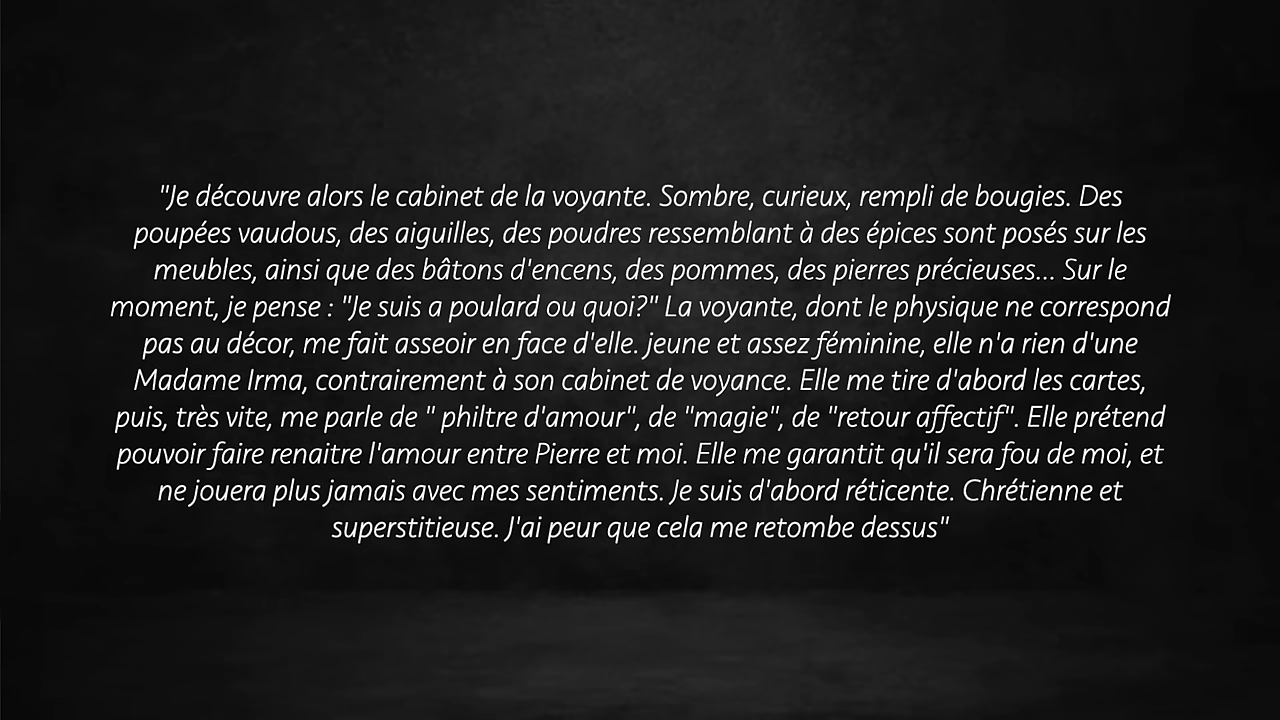 "Je découvre alors le cabinet de la voyante. Sombre, curieux, rempli de bougies. Des
poupées vaudous, des aiguilles, des poudres ressemblant à des épices sont posés sur les
meubles, ainsi que des bâtons d'encens, des pommes, des pierres précieuses... Sur le
moment, je pense : "Je suis a poulard ou quoi?" La voyante, dont le physique ne correspond
pas au décor, me fait asseoir en face d'elle. jeune et assez féminine, elle n'a rien d'une
Madame Irma, contrairement à son cabinet de voyance. Elle me tire d'abord les cartes,
puis, très vite, me parle de " philtre d'amour", de "magie", de "retour affectif". Elle prétend
pouvoir faire renaitre l'amour entre Pierre et moi. Elle me garantit qu'il sera fou de moi, et
ne jouera plus jamais avec mes sentiments. Je suis d'abord réticente. Chrétienne et
superstitieuse. J'ai peur que cela me retombe dessus"